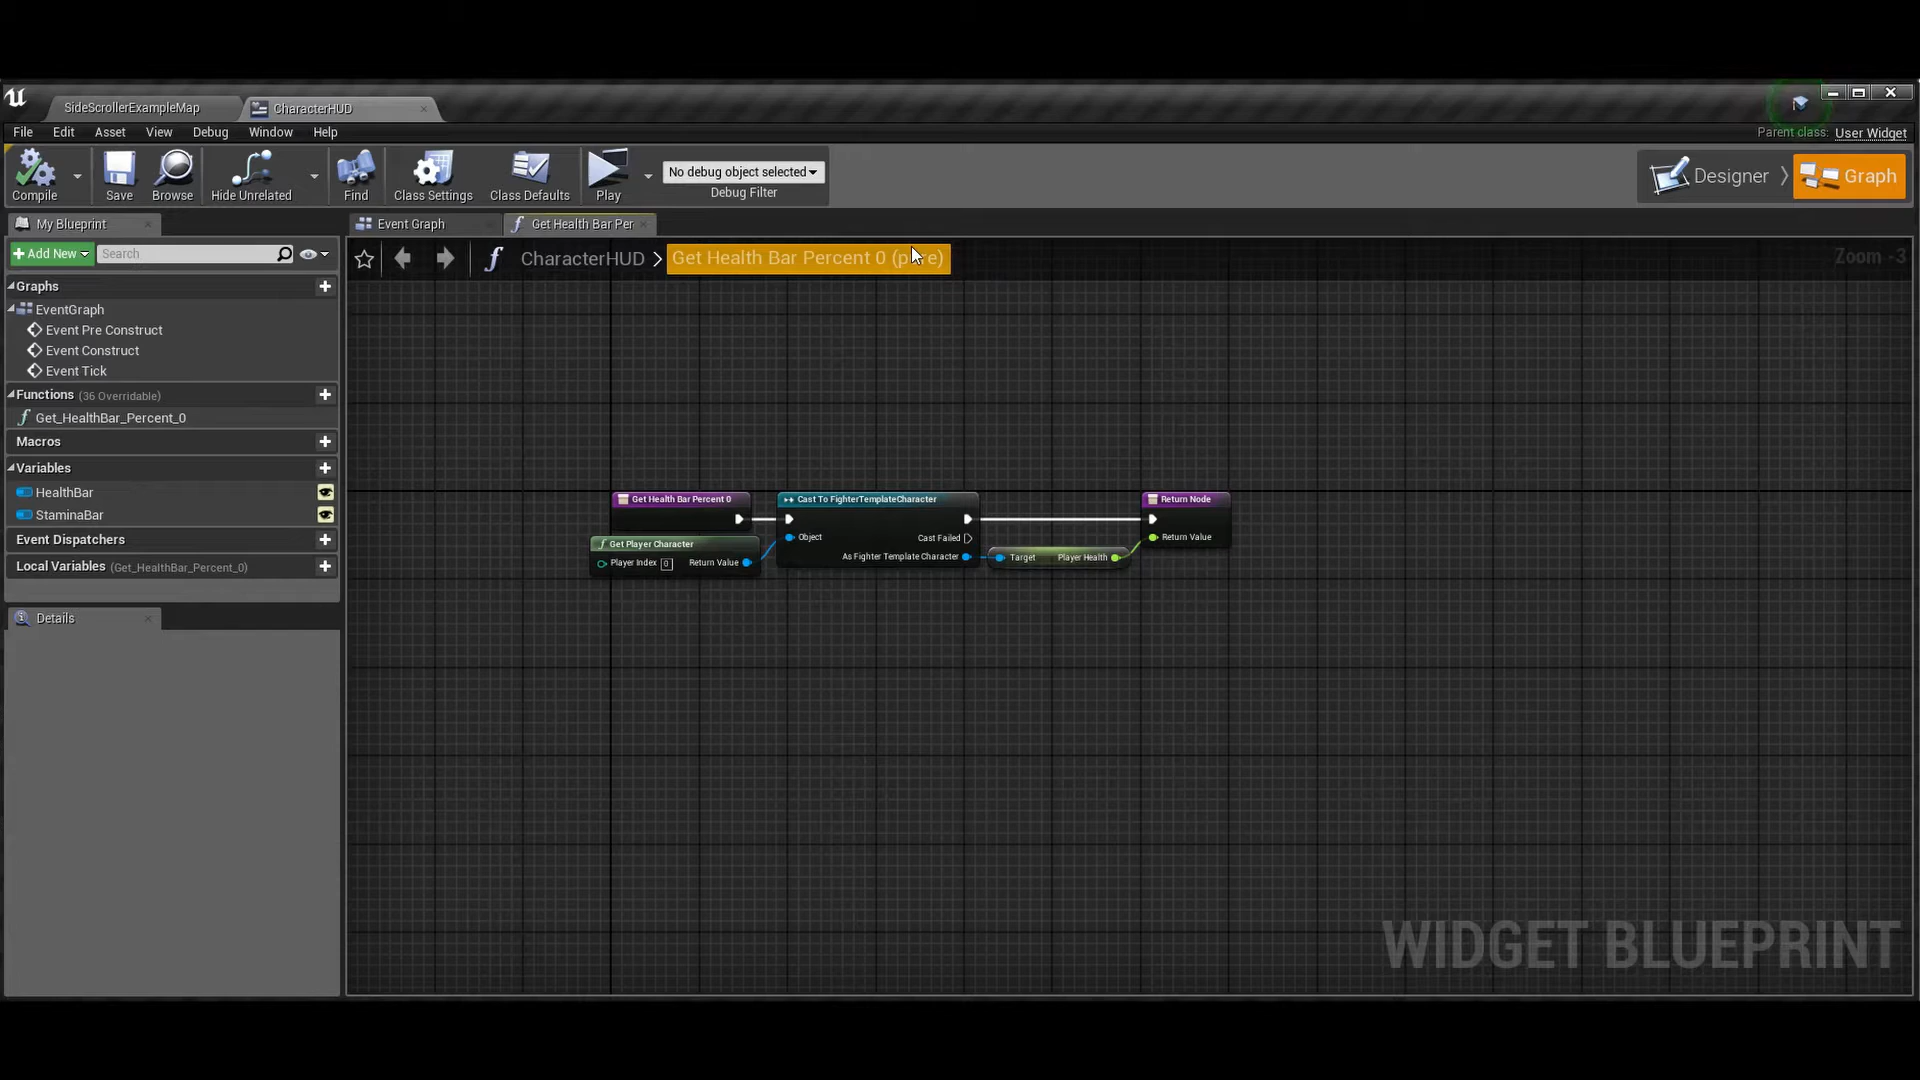 SideScrollerExampleMap
CharacterHUD
File Edit Asset View Debug Window Help
Parent class: User Widget
Compile
Save
Browse
Hide Unrelated
Find
Class Settings
Class Defaults
Play
No debug object selected
Debug Filter
Designer
Graph
My Blueprint
Event Graph
Get Health Bar Per
Add New
Search
CharacterHUD > Get Health Bar Percent 0
Zoom -3
Graphs
EventGraph
Event Pre Construct
Event Construct
Event Tick
Functions (36 Overridable)
Get_HealthBar_Percent_0
Macros
Variables
HealthBar
StaminaBar
Event Dispatchers
Local Variables (Get_HealthBar_Percent_0)
Details
Get Health Bar Percent 0
Get Player Character
Player Index 0 Return Value
Cast To FighterTemplateCharacter
Object
Cast Failed
As Fighter Template Character
Target Player Health
Return Node
Return Value
WIDGET BLUEPRINT